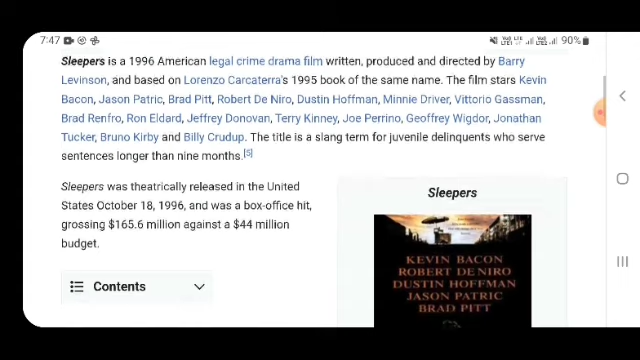 7:47
90%
Sleepers is a 1996 American legal crime drama film written, produced and directed by Barry
Levinson, and based on Lorenzo Carcaterra's 1995 book of the same name. The film stars Kevin
Bacon, Jason Patric, Brad Pitt, Robert De Niro, Dustin Hoffman, Minnie Driver, Vittorio Gassman,
Brad Renfro, Ron Eldard, Jeffrey Donovan, Terry Kinney, Joe Perrino, Geoffrey Wigdor, Jonathan
Tucker, Bruno Kirby and Billy Crudup. The title is a slang term for juvenile delinquents who serve
sentences longer than nine months.[5]
Sleepers was theatrically released in the United
States October 18, 1996, and was a box-office hit,
grossing $165.6 million against a $44 million
budget.
Contents
Sleepers
KEVIN BACON
ROBERT DE NIRO
DUSTIN HOFFMAN
JASON PATRIC
BRAD PITT